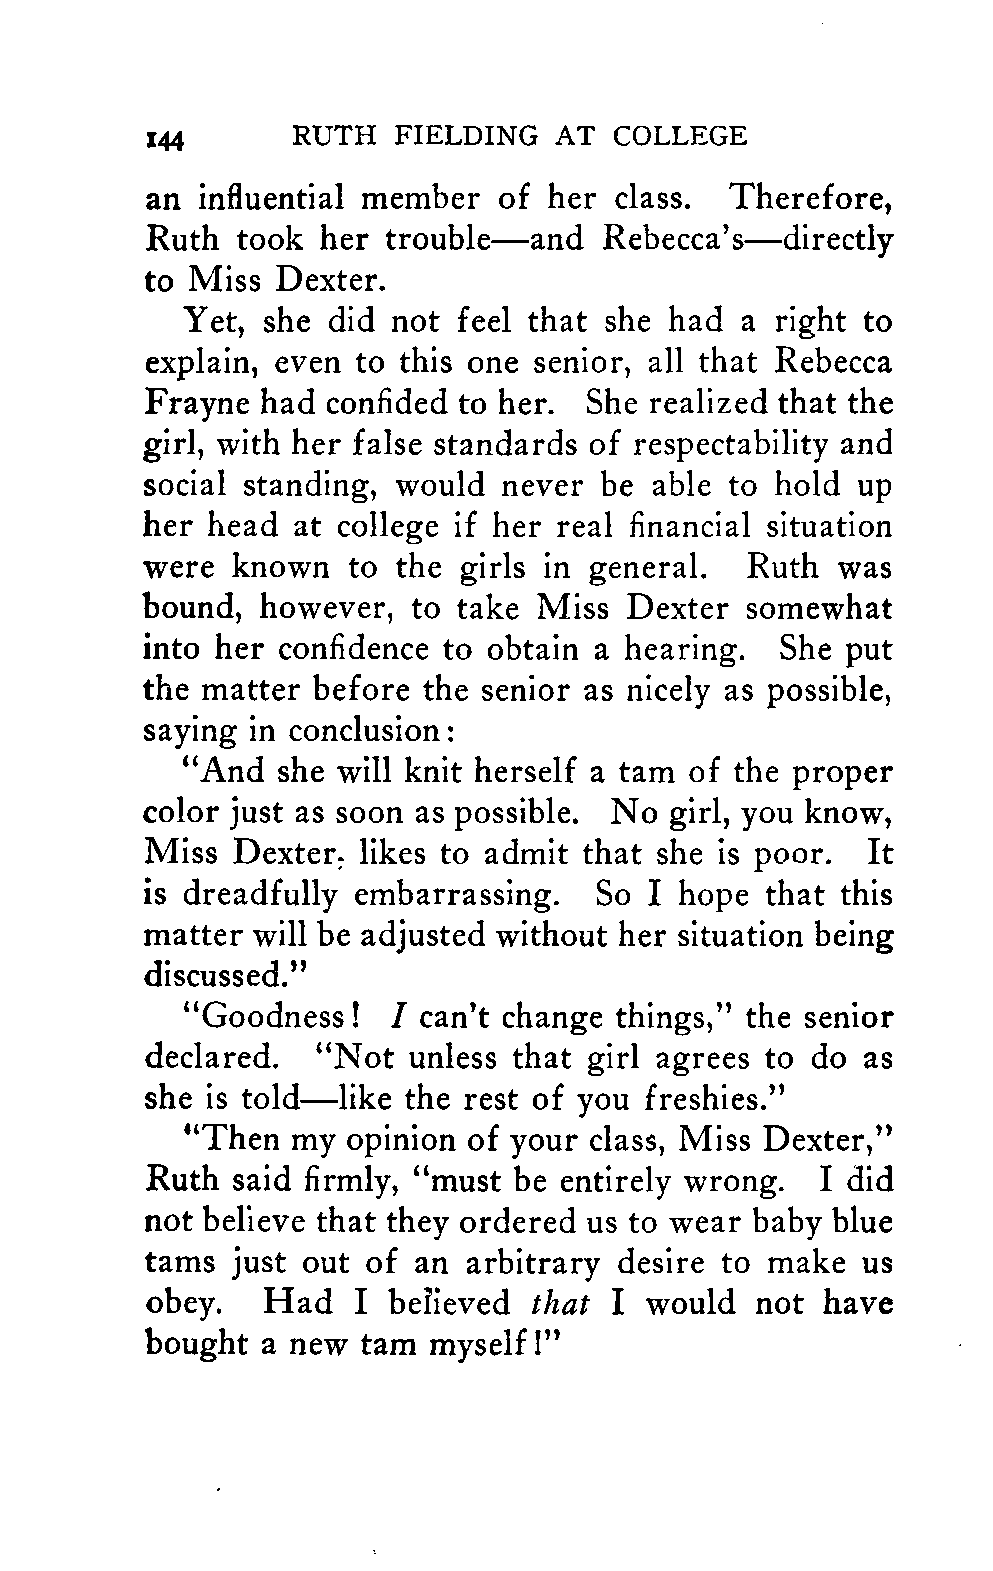 144 RUTH FIELDING AT COLLEGE
an influential member of her class. Therefore,
Ruth took her trouble—and Rebecca's—directly
to Miss Dexter.
Yet, she did not feel that she had a right to
explain, even to this one senior, all that Rebecca
Frayne had confided to her. She realized that the
girl, with her false standards of respectability and
social standing, would never be able to hold up
her head at college if her real financial situation
were known to the girls in general. Ruth was
bound, however, to take Miss Dexter somewhat
into her confidence to obtain a hearing. She put
the matter before the senior as nicely as possible,
saying in conclusion:
"And she will knit herself a tam of the proper
color just as soon as possible. No girl, you know,
Miss Dexter, likes to admit that she is poor. It
is dreadfully embarrassing. So I hope that this
matter will be adjusted without her situation being
discussed."
"Goodness! I can't change things," the senior
declared. "Not unless that girl agrees to do as
she is told—like the rest of you freshies."
"Then my opinion of your class, Miss Dexter,"
Ruth said firmly, "must be entirely wrong. I did
not believe that they ordered us to wear baby blue
tams just out of an arbitrary desire to make us
obey. Had I believed that I would not have
bought a new tam myself!"